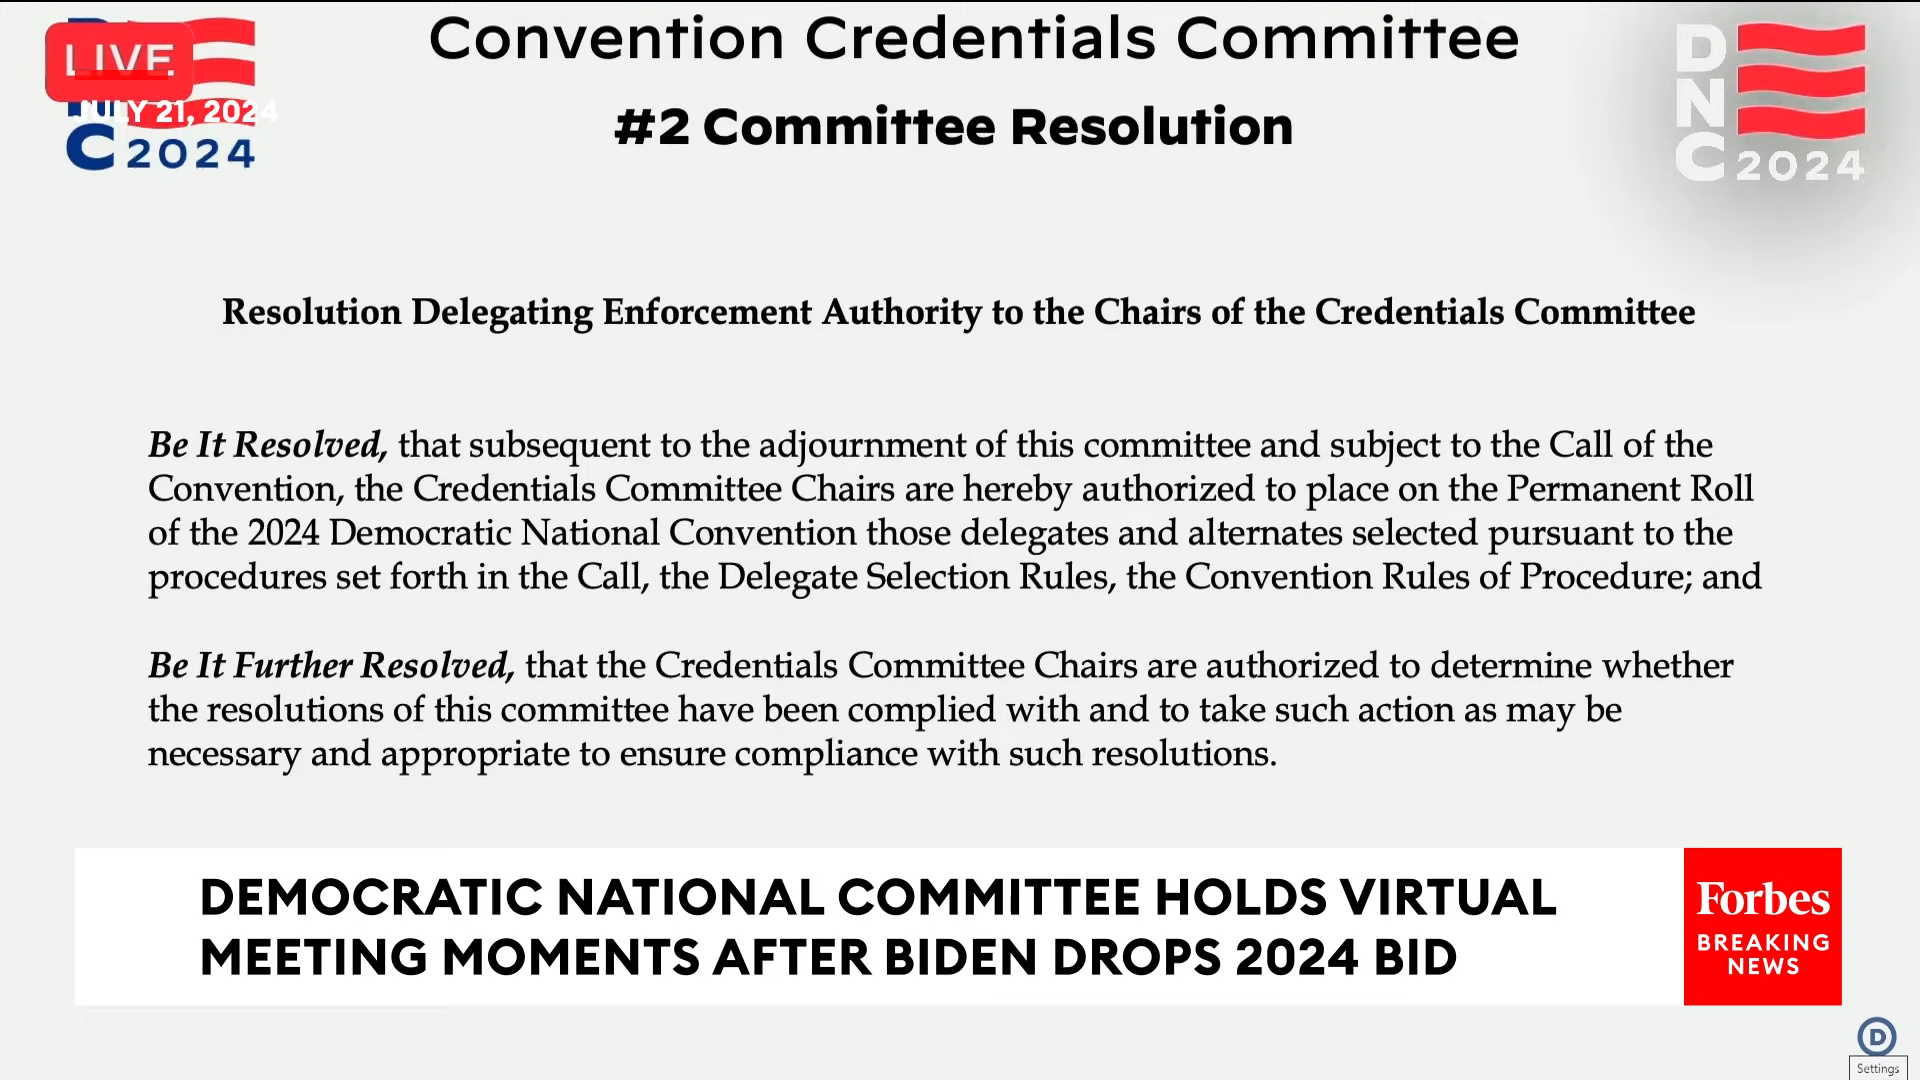 Convention Credentials Committee
#2 Committee Resolution
LIVE
JULY 21, 2024
C 2024
D
N
C 2024
Resolution Delegating Enforcement Authority to the Chairs of the Credentials Committee
Be It Resolved, that subsequent to the adjournment of this committee and subject to the Call of the
Convention, the Credentials Committee Chairs are hereby authorized to place on the Permanent Roll
of the 2024 Democratic National Convention those delegates and alternates selected pursuant to the
procedures set forth in the Call, the Delegate Selection Rules, the Convention Rules of Procedure; and
Be It Further Resolved, that the Credentials Committee Chairs are authorized to determine whether
the resolutions of this committee have been complied with and to take such action as may be
necessary and appropriate to ensure compliance with such resolutions.
DEMOCRATIC NATIONAL COMMITTEE HOLDS VIRTUAL
MEETING MOMENTS AFTER BIDEN DROPS 2024 BID
Forbes
BREAKING
NEWS
D
Settings